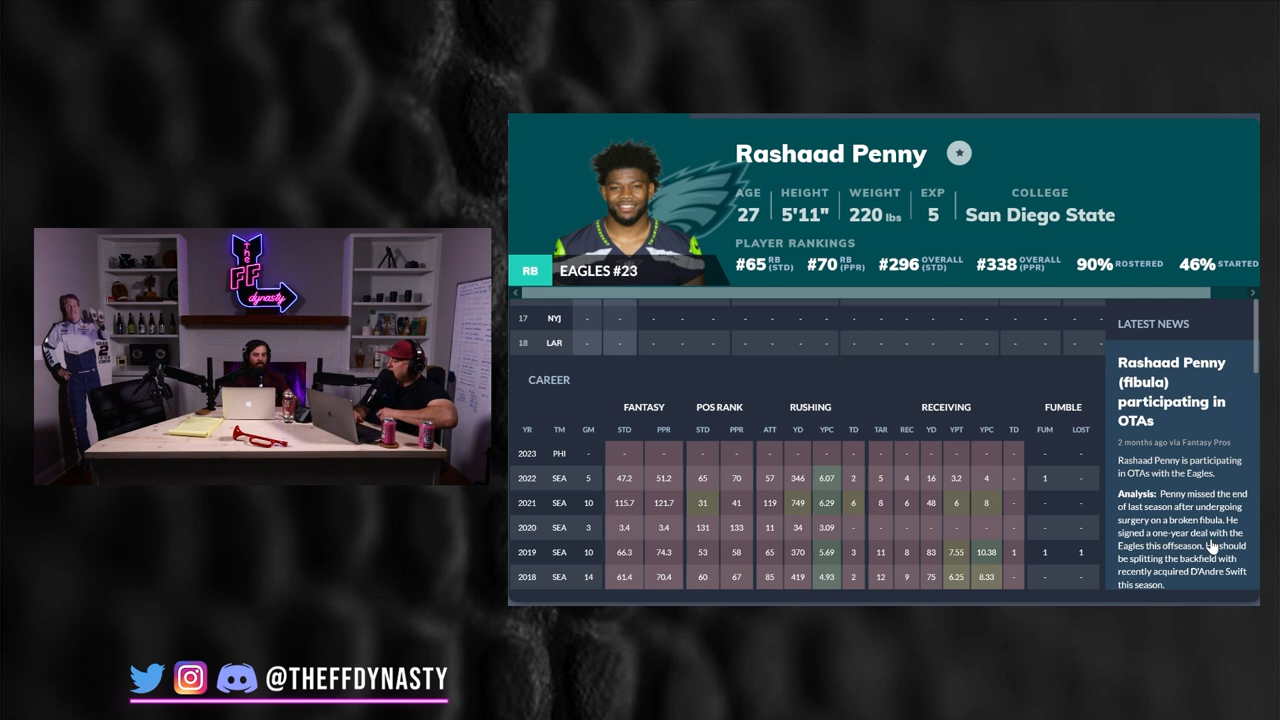 the
FF
dynasty
@THEFFDYNASTY
Rashaad Penny
AGE HEIGHT WEIGHT EXP COLLEGE
27 5'11" 220 lbs 5 San Diego State
PLAYER RANKINGS
#65 RB (STD) #70 RB (PPR) #296 OVERALL (STD) #338 OVERALL (PPR) 90% ROSTERED 46% STARTED
RB EAGLES #23
17 NYJ - - - - - - - - - - - - - - -
18 LAR - - - - - - - - - - - - - - -
CAREER
FANTASY POS RANK RUSHING RECEIVING FUMBLE
YR TM GM STD PPR STD PPR ATT YD YPC TD TAR REC YD YPT YPC TD FUM LOST
2023 PHI - - - - - - - - - - - - - - - - -
2022 SEA 5 47.2 51.2 65 70 57 346 6.07 2 5 4 16 3.2 4 - 1 -
2021 SEA 10 115.7 121.7 31 41 119 749 6.29 6 8 6 48 6 8 - - -
2020 SEA 3 3.4 3.4 131 133 11 34 3.09 - - - - - - - - -
2019 SEA 10 66.3 74.3 53 58 65 370 5.69 3 11 8 83 7.55 10.38 1 1 1
2018 SEA 14 61.4 70.4 60 67 85 419 4.93 2 12 9 75 6.25 8.33 - - -
LATEST NEWS
Rashaad Penny
(fibula)
participating in
OTAs
2 months ago via Fantasy Pros
Rashaad Penny is participating
in OTAs with the Eagles.
Analysis: Penny missed the end
of last season after undergoing
surgery on a broken fibula. He
signed a one-year deal with the
Eagles this offseason. should
be splitting the backfield with
recently acquired D'Andre Swift
this season.